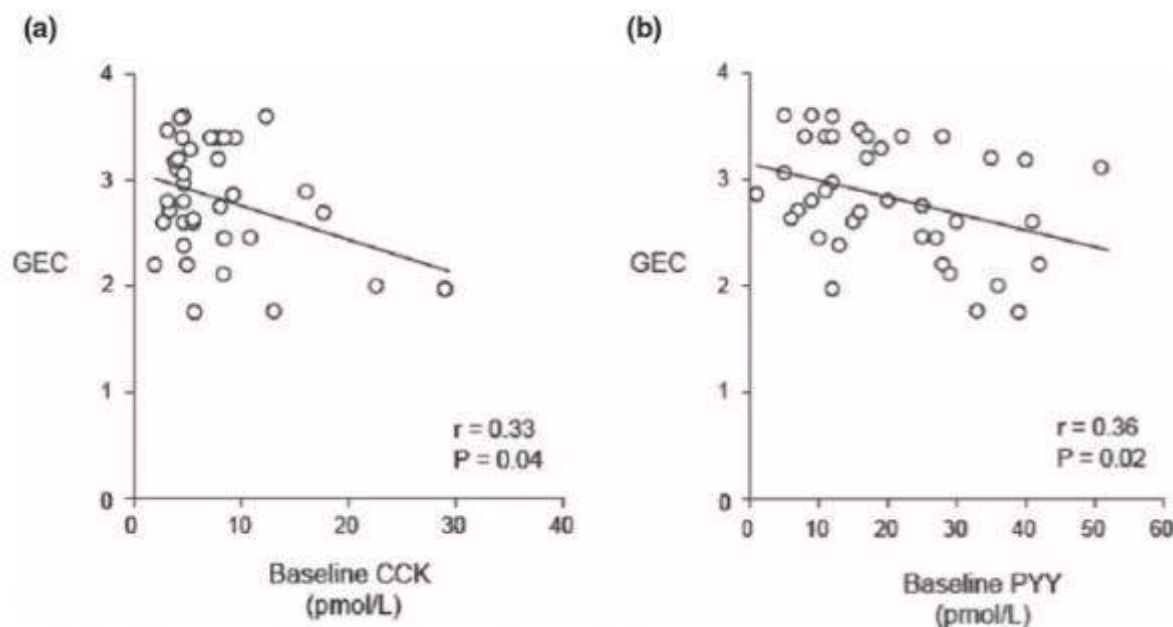 (a)
4
3
GEC
2
1
0
r = 0.33
P = 0.04
0 10 20 30 40
Baseline CCK
(pmol/L)
(b)
4
3
GEC
2
1
0
r = 0.36
P = 0.02
0 10 20 30 40 50 60
Baseline PYY
(pmol/L)